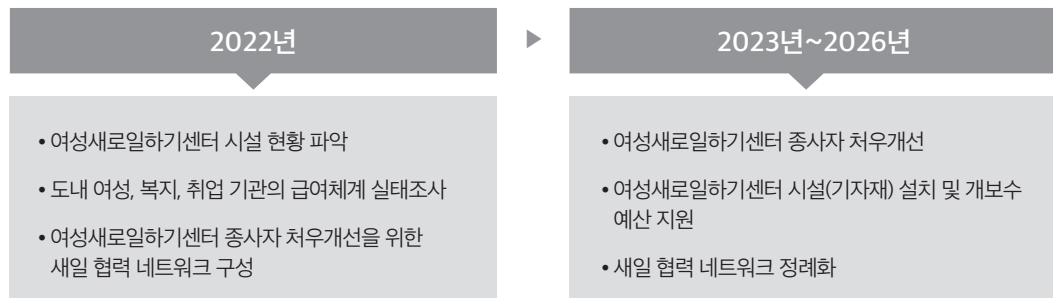 2022년
• 여성새로일하기센터 시설 현황 파악
• 도내 여성, 복지, 취업 기관의 급여체계 실태조사
• 여성새로일하기센터 종사자 처우개선을 위한
새일 협력 네트워크 구성
2023년~2026년
• 여성새로일하기센터 종사자 처우개선
• 여성새로일하기센터 시설(기자재) 설치 및 개보수
예산 지원
• 새일 협력 네트워크 정례화